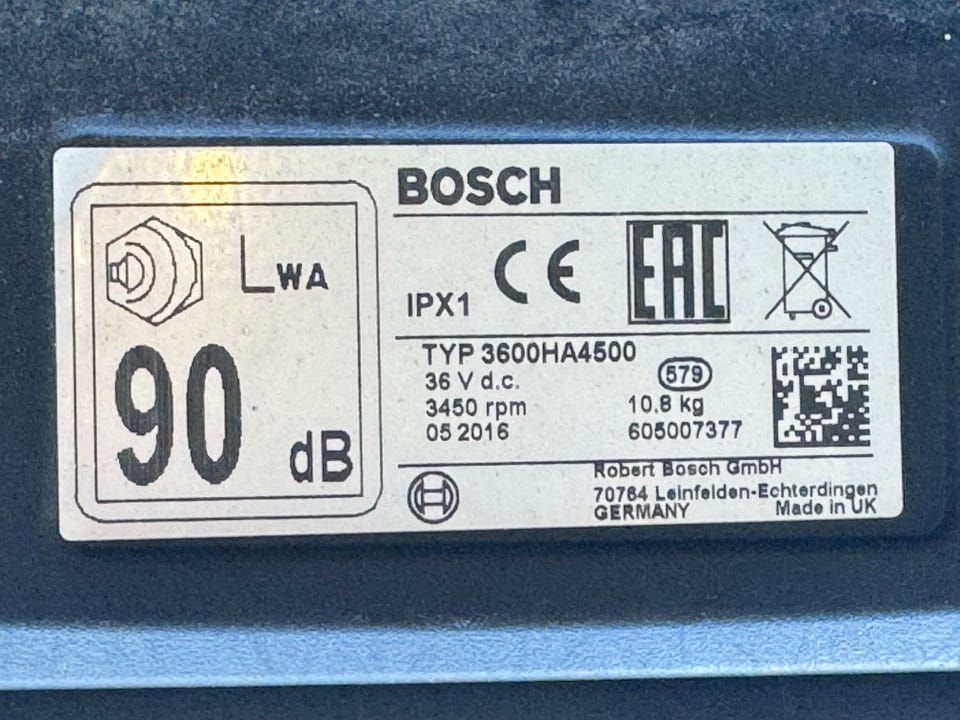 BOSCH
LWA
90 dB
IPX1 CE EAC
TYP 3600HA4500
36 V d.c. 579
3450 rpm 10.8 kg
05 2016 605007377
Robert Bosch GmbH
70764 Leinfelden-Echterdingen
GERMANY Made in UK